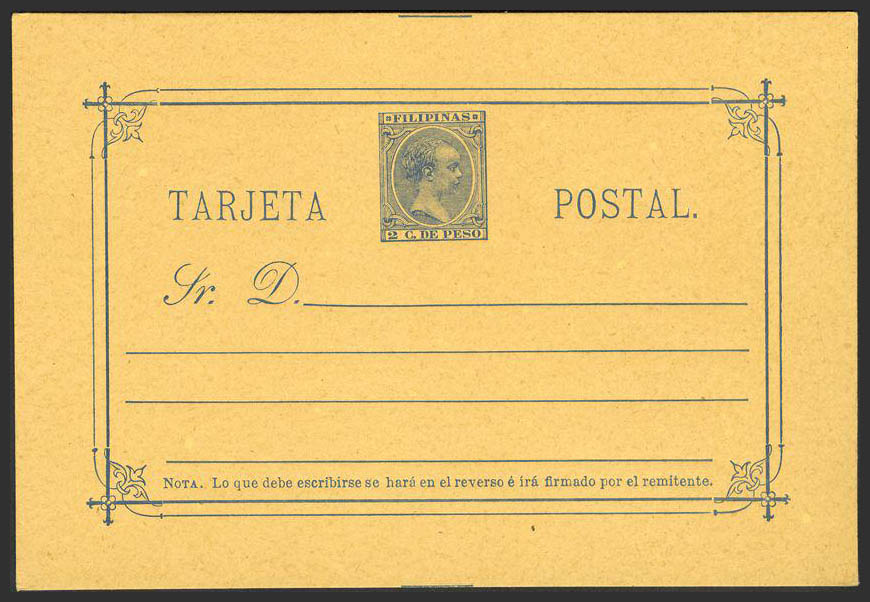 FILIPINAS
2 C. DE PESO
TARJETA POSTAL.
Sr. D.
NOTA. Lo que debe escribirse se hará en el reverso é írá firmado por el remitente.